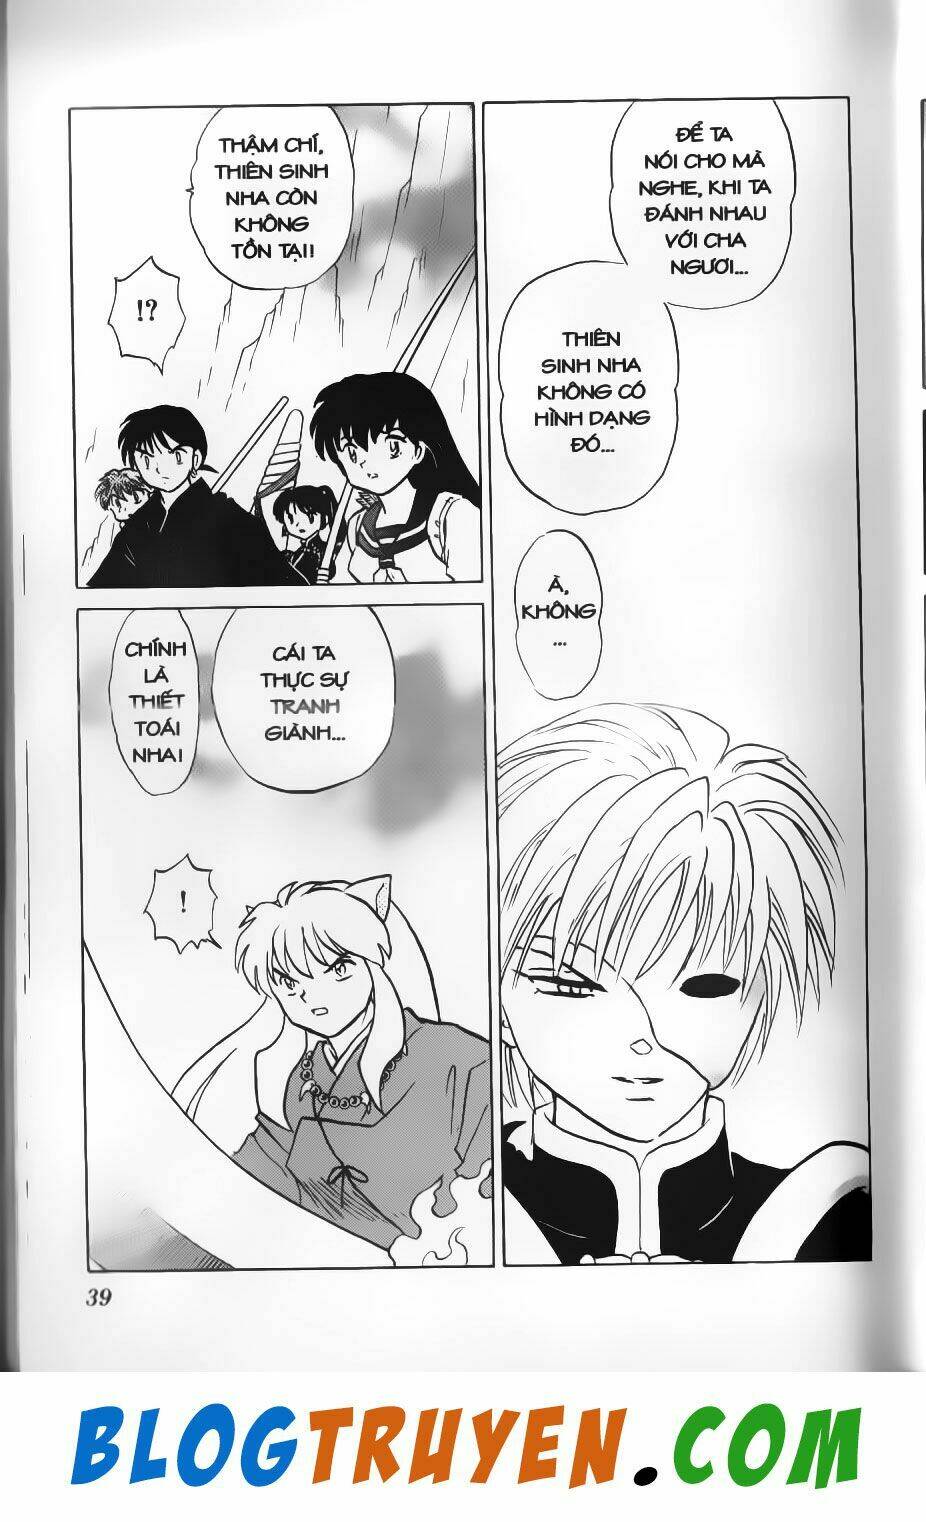 ĐỂ TA
NÓI CHO MÀ
NGHE, KHI TA
ĐÁNH NHAU
VỚI CHA
NGƯƠI...
THIÊN
SINH NHA
KHÔNG CÓ
HÌNH DẠNG
ĐÓ...
À,
KHÔNG
...
THẬM CHÍ,
THIÊN SINH
NHA CÒN
KHÔNG
TỒN TẠI!
!?
CÁI TA
THỰC SỰ
TRANH
GIÀNH...
CHÍNH
LÀ
THIẾT
TOÁI
NHA!
!
39
BLOGTRUYEN.COM